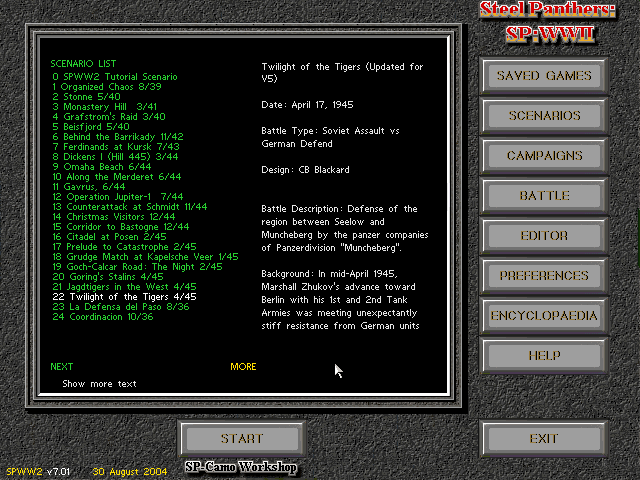 Steel Panthers:
SP:WWII
SCENARIO LIST
0 SPWW2 Tutorial Scenario
1 Organized Chaos 8/39
2 Stonne 5/40
3 Monastery Hill 3/41
4 Grafstrom's Raid 3/40
5 Beisfjord 5/40
6 Behind the Barrikady 11/42
7 Ferdinands at Kursk 7/43
8 Dickens I (Hill 445) 3/44
9 Omaha Beach 6/44
10 Along the Merderet 6/44
11 Gavrus, 6/44
12 Operation Jupiter-1 7/44
13 Counterattack at Schmidt 11/44
14 Christmas Visitors 12/44
15 Corridor to Bastogne 12/44
16 Citadel at Posen 2/45
17 Prelude to Catastrophe 2/45
18 Grudge Match at Kapelsche Veer 1/45
19 Goch-Calcar Road: The Night 2/45
20 Goring's Stalins 4/45
21 Jagdtigers in the West 4/45
22 Twilight of the Tigers 4/45
23 La Defensa del Paso 8/36
24 Coordinacion 10/36
NEXT
MORE
Show more text
Twilight of the Tigers (Updated for
V5)
Date: April 17, 1945
Battle Type: Soviet Assault vs
German Defend
Design: CB Blackard
Battle Description: Defense of the
region between Seelow and
Muncheberg by the panzer companies
of Panzerdivision "Muncheberg".
Background: In mid-April 1945,
Marshall Zhukov's advance toward
Berlin with his 1st and 2nd Tank
Armies was meeting unexpectantly
stiff resistance from German units
SAVED GAMES
SCENARIOS
CAMPAIGNS
BATTLE
EDITOR
PREFERENCES
ENCYCLOPAEDIA
HELP
START
EXIT
SPWW2 v7.01
30 August 2004
SP-Camo Workshop